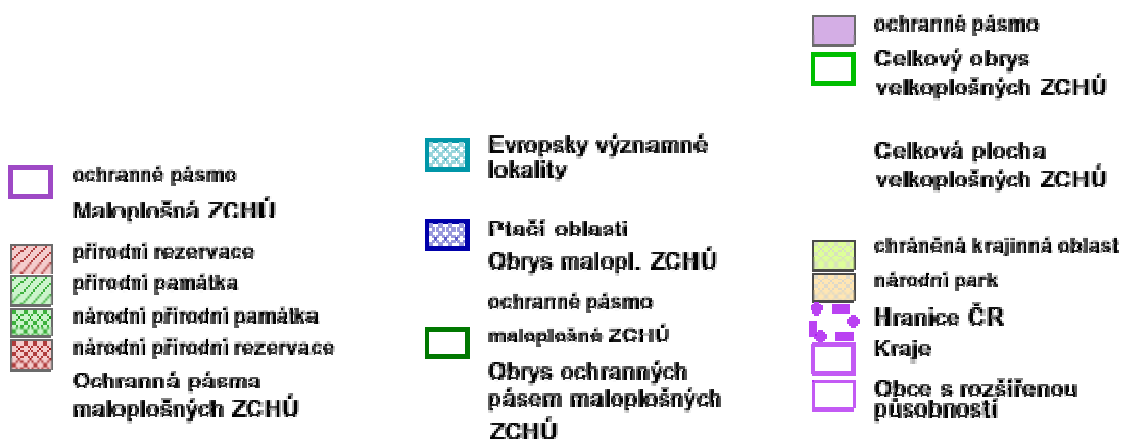 ochranné pásmo
Maloplošná ZCHÚ
přírodní rezervace
přírodní památka
národní přírodní památka
národní přírodní rezervace
Ochranná pásma
maloplošných ZCHÚ
Evropsky významné
lokality
Ptačí oblasti
Obrys malopl. ZCHÚ
ochranné pásmo
maloplošné ZCHÚ
Obrys ochranných
pásem maloplošných
ZCHÚ
ochranné pásmo
Celkový obrys
velkoplošných ZCHÚ
Celková plocha
velkoplošných ZCHÚ
chráněná krajinná oblast
národní park
Hranice ČR
Kraje
Obce s rozšířenou
působností